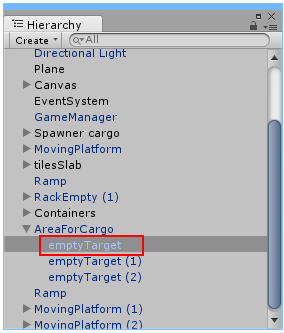 Hierarchy
Create All
Directional Light
Plane
Canvas
EventSystem
GameManager
Spawner cargo
MovingPlatform
tilesSlab
Ramp
RackEmpty (1)
Containers
AreaForCargo
emptyTarget
emptyTarget (1)
emptyTarget (2)
Ramp
MovingPlatform (1)
MovingPlatform (2)